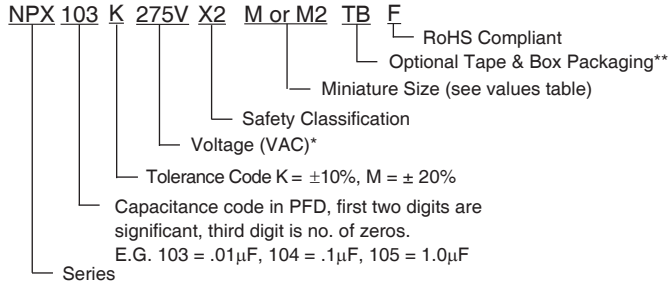 NPX 103 K 275V X2 M or M2 TB F
RoHS Compliant
Optional Tape & Box Packaging**
Miniature Size (see values table)
Safety Classification
Voltage (VAC)*
Tolerance Code K = ±10%, M = ± 20%
Capacitance code in PFD, first two digits are
significant, third digit is no. of zeros.
E.G. 103 = .01µF, 104 = .1µF, 105 = 1.0µF
Series